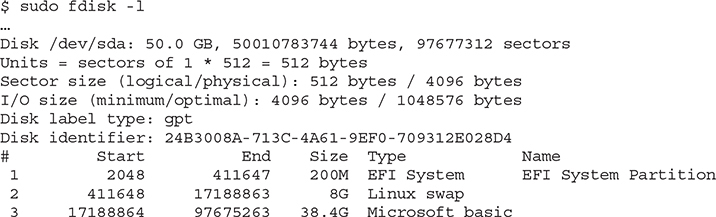 $ sudo fdisk -l
…
Disk /dev/sda: 50.0 GB, 50010783744 bytes, 97677312 sectors
Units = sectors of 1 * 512 = 512 bytes
Sector size (logical/physical): 512 bytes / 4096 bytes
I/O size (minimum/optimal): 4096 bytes / 1048576 bytes
Disk label type: gpt
Disk identifier: 24B3008A-713C-4A61-9EF0-709312E028D4
# Start End Size Type Name
1 2048 411647 200M EFI System EFI System Partition
2 411648 17188863 8G Linux swap
3 17188864 97675263 38.4G Microsoft basic